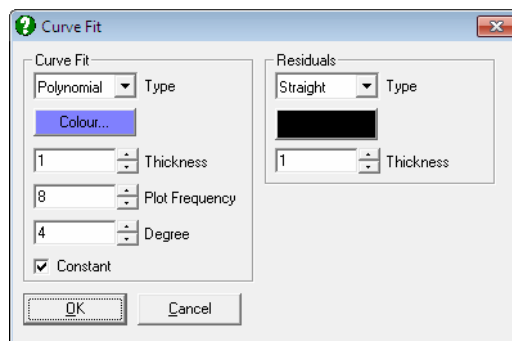 Curve Fit
Curve Fit
Polynomial Type
Colour...
1 Thickness
8 Plot Frequency
4 Degree
Constant
Residuals
Straight Type
1 Thickness
OK
Cancel